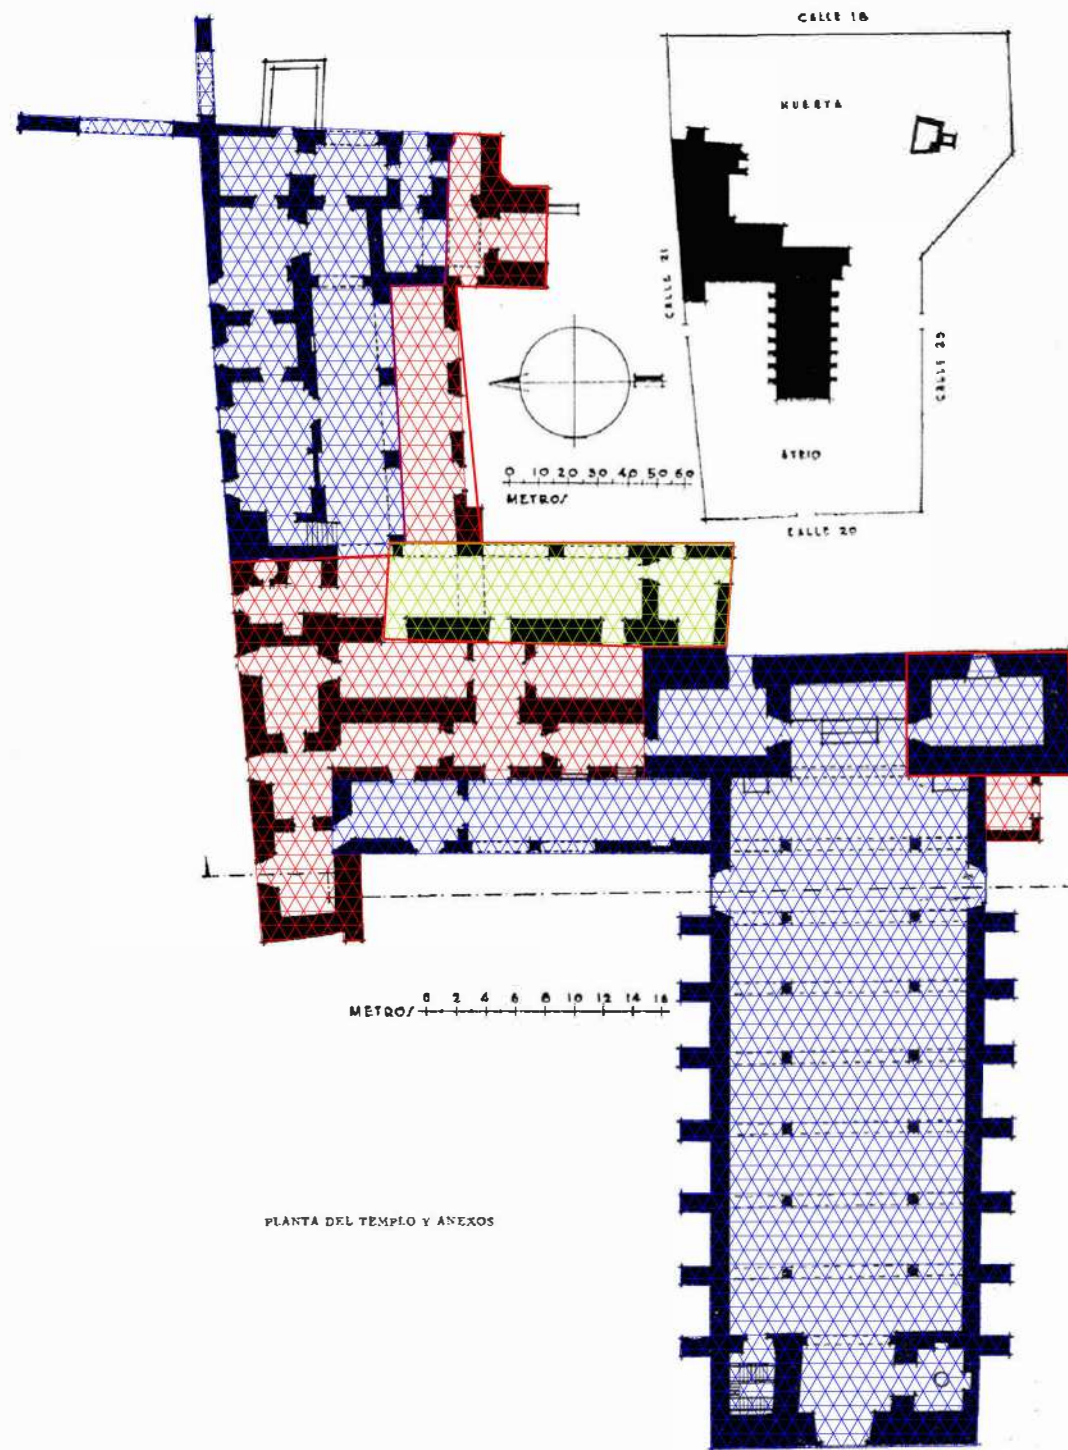 CALLE 18
HUERTA
CALLE 21
CALLE 25
ATRIO
CALLE 20
0 10 20 30 40 50 60
METROS
METROS 0 2 4 6 8 10 12 14 16
PLANTA DEL TEMPLO Y ANEXOS